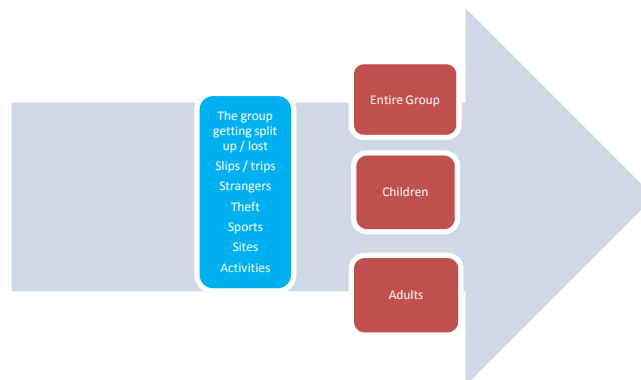 The group
getting split
up / lost
Slips / trips
Strangers
Theft
Sports
Sites
Activities
Entire Group
Children
Adults